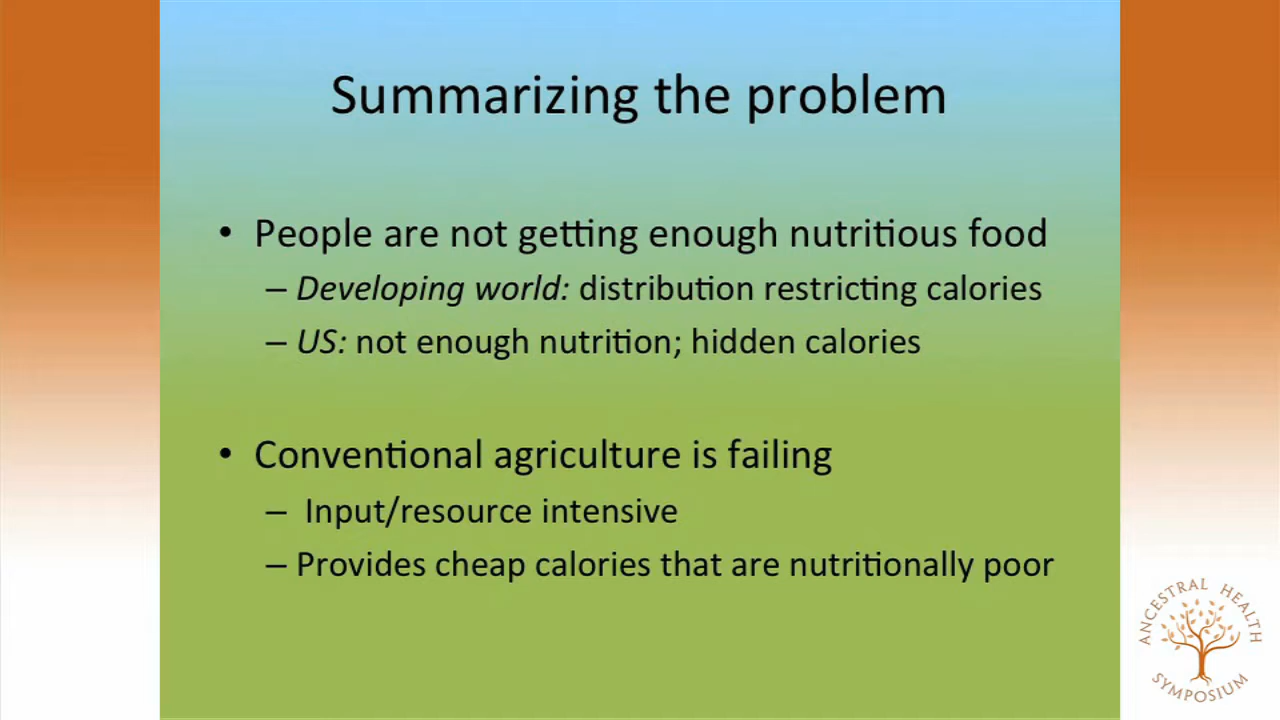 Summarizing the problem
• People are not getting enough nutritious food
– Developing world: distribution restricting calories
– US: not enough nutrition; hidden calories
• Conventional agriculture is failing
– Input/resource intensive
– Provides cheap calories that are nutritionally poor
ANCESTRAL HEALTH
SYMPOSIUM